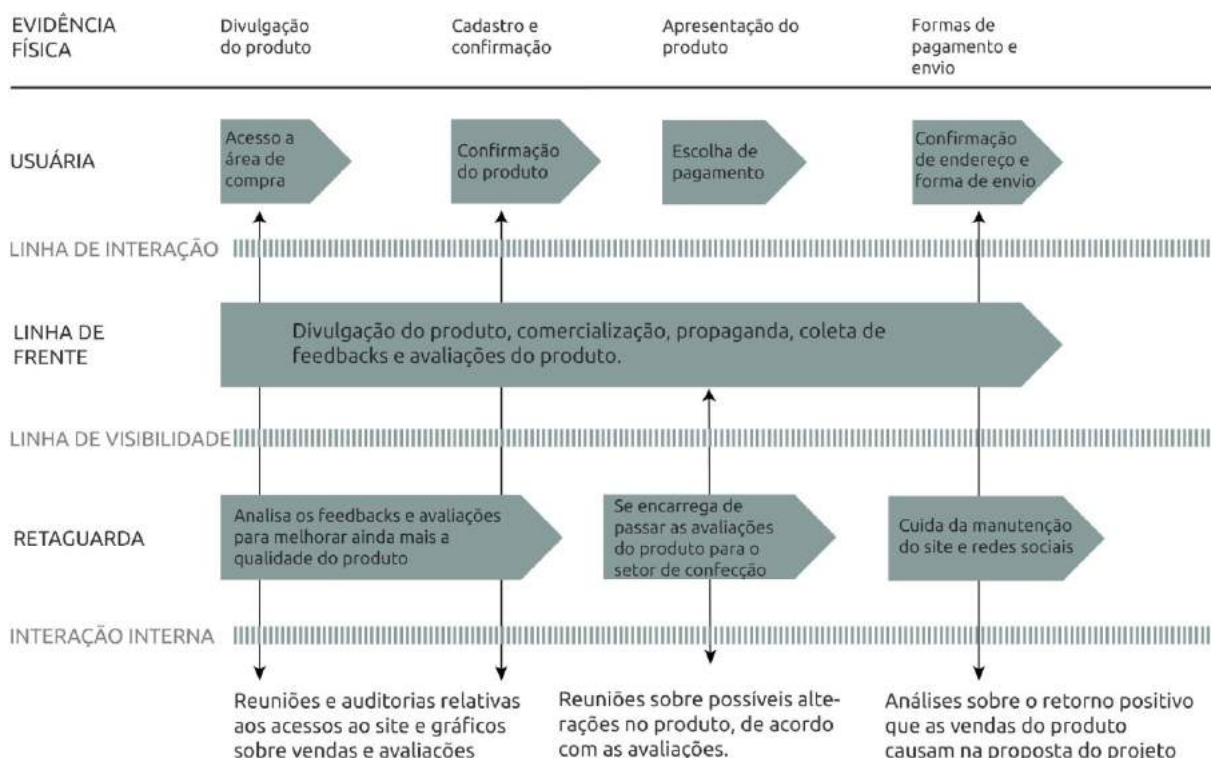 EVIDÊNCIA
FÍSICA
Divulgação
do produto
Cadastro e
confirmação
Apresentação do
produto
Formas de
pagamento e
envio
USUÁRIA
Acesso a
área de
compra
Confirmação
do produto
Escolha de
pagamento
Confirmação
de endereço e
forma de envio
LINHA DE INTERAÇÃO
LINHA DE
FRENTE
Divulgação do produto, comercialização, propaganda, coleta de
feedbacks e avaliações do produto.
LINHA DE VISIBILIDADE
RETAGUARDA
Analisa os feedbacks e avaliações
para melhorar ainda mais a
qualidade do produto
Se encarrega de
passar as avaliações
do produto para o
setor de confecção
Cuida da manutenção
do site e redes sociais
INTERAÇÃO INTERNA
Reuniões e auditorias relativas
aos acessos ao site e gráficos
sobre vendas e avaliações
Reuniões sobre possíveis alte-
rações no produto, de acordo
com as avaliações.
Análises sobre o retorno positivo
que as vendas do produto
causam na proposta do projeto